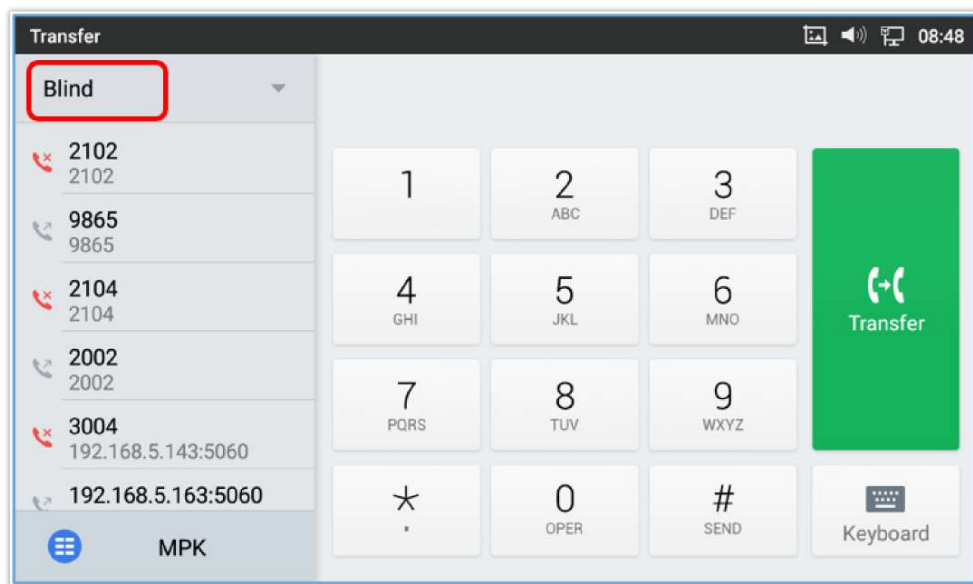 Transfer
08:48
Blind
2102
2102
9865
9865
2104
2104
2002
2002
3004
192.168.5.143:5060
192.168.5.163:5060
MPK
1
2
ABC
3
DEF
4
GHI
5
JKL
6
MNO
7
PQRS
8
TUV
9
WXYZ
*
.
0
OPER
#
SEND
Transfer
Keyboard